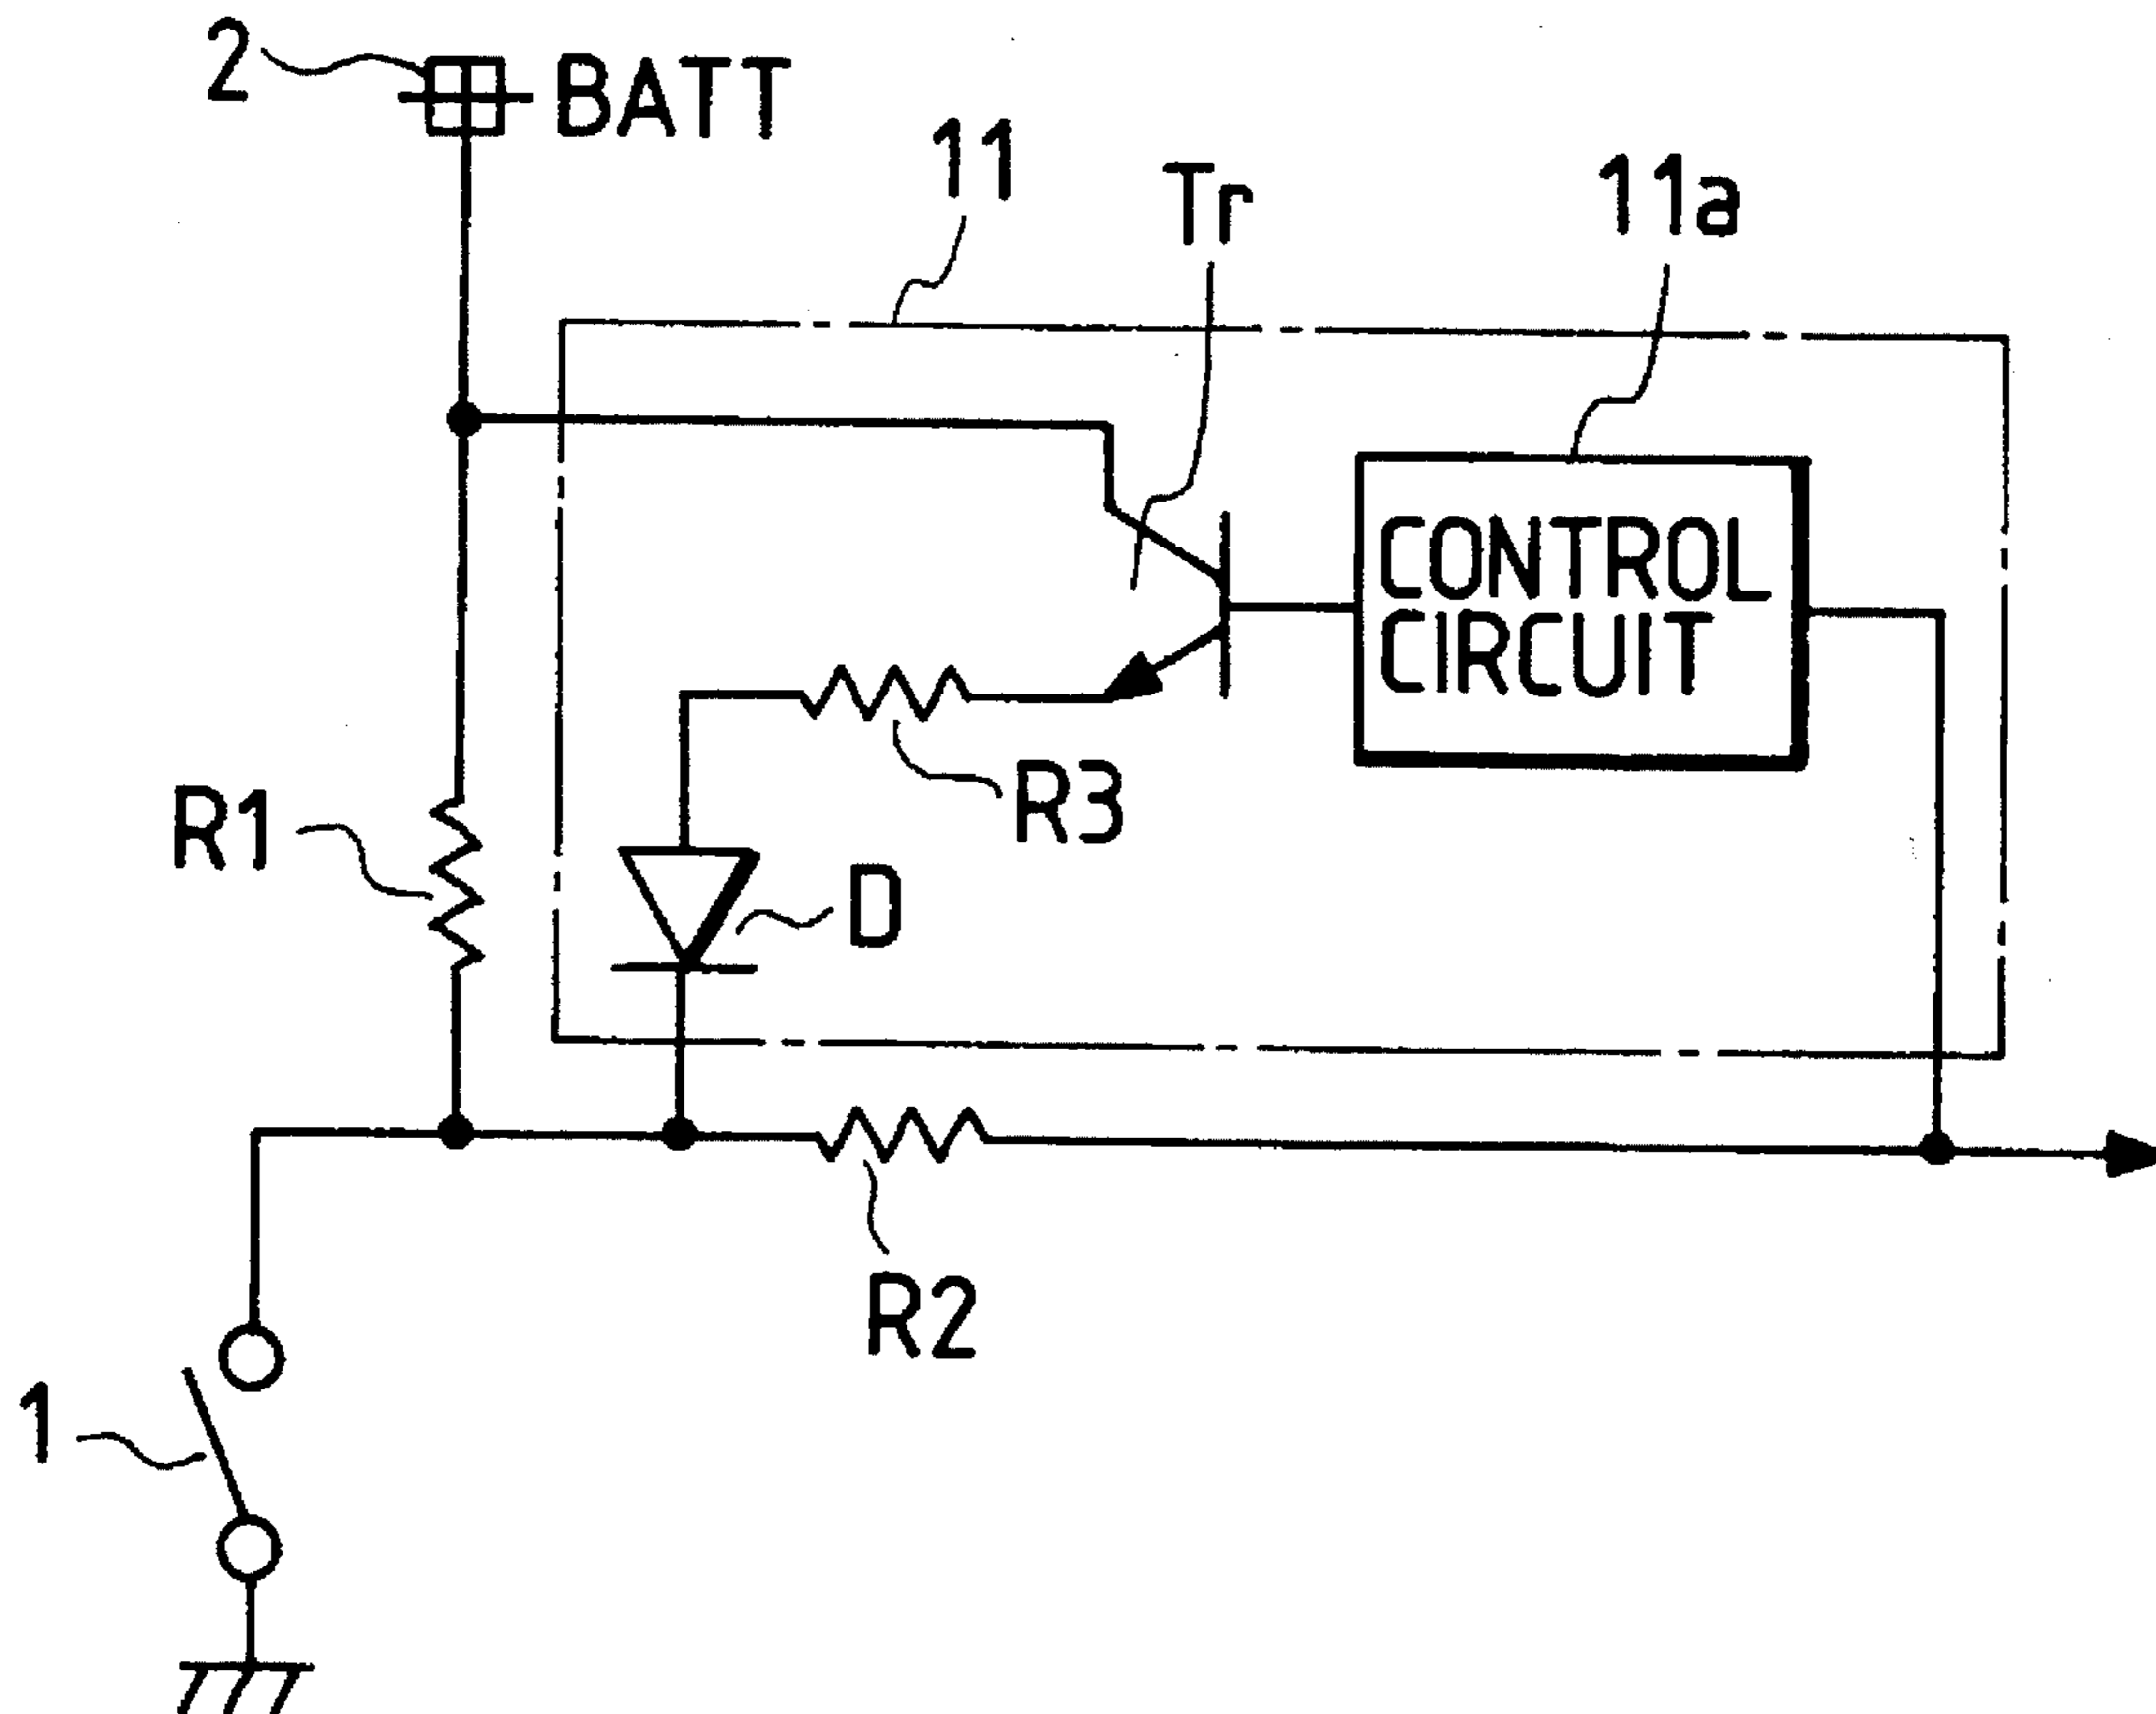 2 BATT
11
Tr
11a
CONTROL
CIRCUIT
R3
R1
D
R2
1